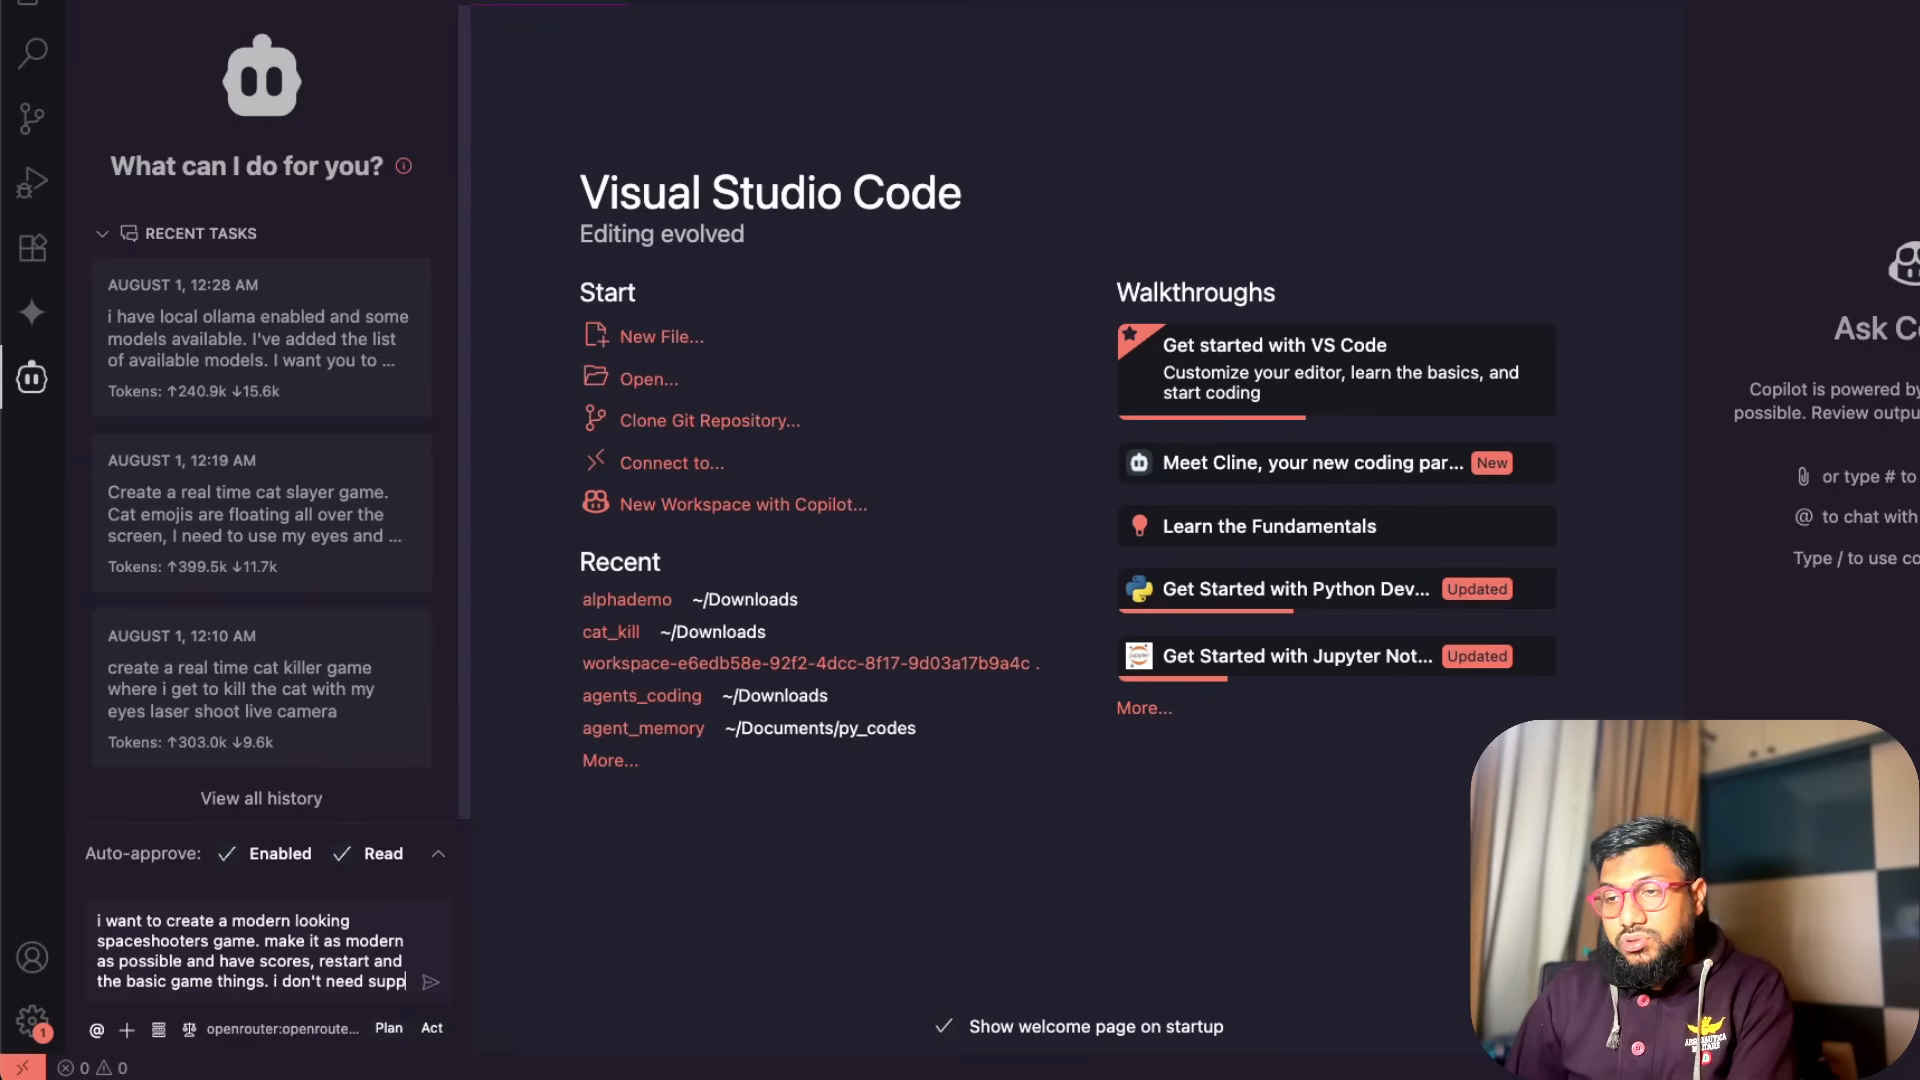 What can I do for you?
RECENT TASKS
AUGUST 1, 12:28 AM
i have local ollama enabled and some
models available. I've added the list
of available models. I want you to ...
Tokens: ↑240.9k ↓15.6k
AUGUST 1, 12:19 AM
Create a real time cat slayer game.
Cat emojis are floating all over the
screen, I need to use my eyes and ...
Tokens: ↑399.5k ↓11.7k
AUGUST 1, 12:10 AM
create a real time cat killer game
where i get to kill the cat with my
eyes laser shoot live camera
Tokens: ↑303.0k ↓9.6k
View all history
Auto-approve: Enabled Read
i want to create a modern looking
spaceshooters game. make it as modern
as possible and have scores, restart and
the basic game things. i don't need supp
@ openrouter:openroute... Plan Act
1
0 0
Visual Studio Code
Editing evolved
Start
New File...
Open...
Clone Git Repository...
Connect to...
New Workspace with Copilot...
Recent
alphademo ~/Downloads
cat_kill ~/Downloads
workspace-e6edb58e-92f2-4dcc-8f17-9d03a17b9a4c .
agents_coding ~/Downloads
agent_memory ~/Documents/py_codes
More...
Walkthroughs
Get started with VS Code
Customize your editor, learn the basics, and
start coding
Meet Cline, your new coding par... New
Learn the Fundamentals
Get Started with Python Dev... Updated
Get Started with Jupyter Not... Updated
More...
Show welcome page on startup
Ask Co
Copilot is powered by
possible. Review outpu
or type # to
@ to chat with
Type / to use co